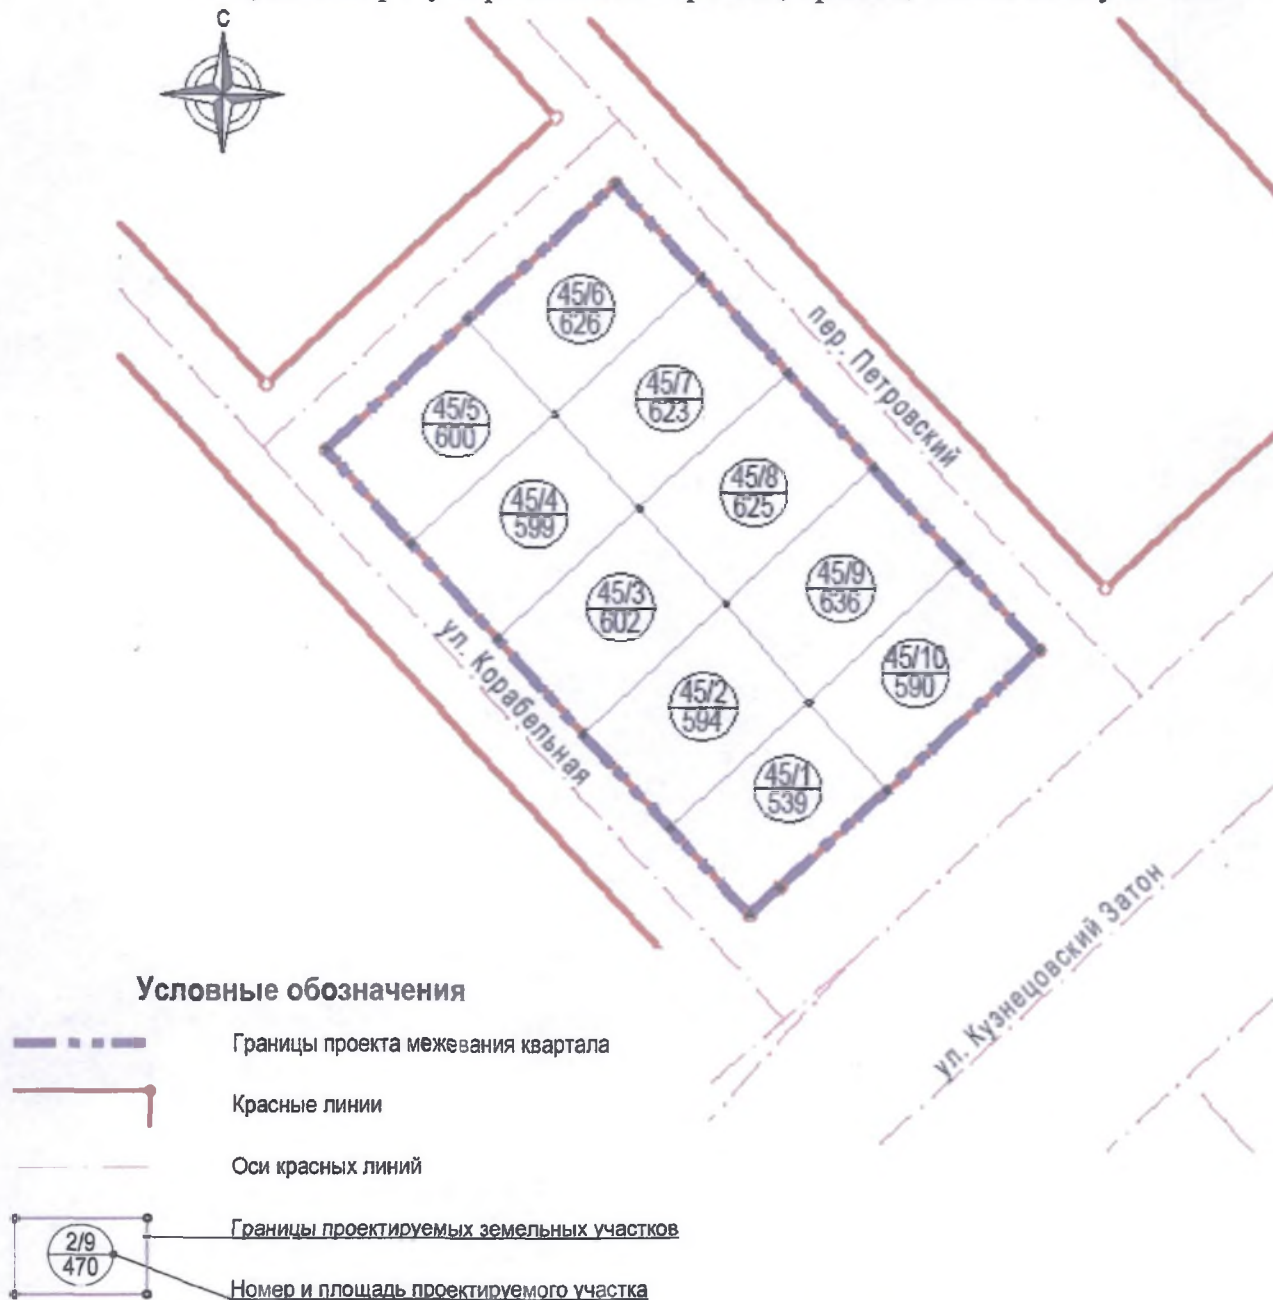 С
45/6
626
45/7
623
пер. Петровский
45/5
600
45/8
625
45/4
599
45/9
636
45/3
602
ул. Корабельная
45/10
590
45/2
594
45/1
539
ул. Кузнецовский Затон
Условные обозначения
Границы проекта межевания квартала
Красные линии
Оси красных линий
Границы проектируемых земельных участков
2/9
470
Номер и площадь проектируемого участка